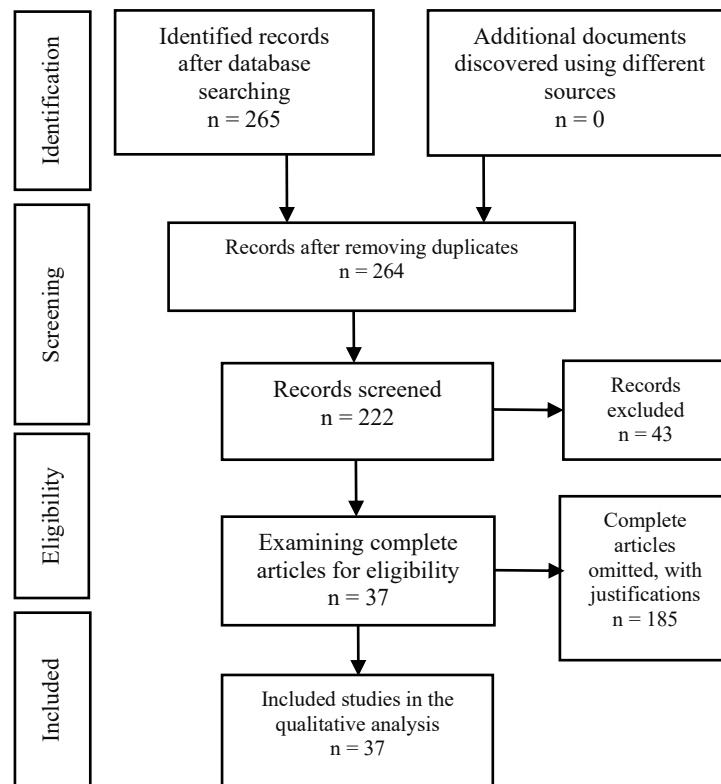 Identification
Identified records
after database
searching
n = 265
Additional documents
discovered using different
sources
n = 0
Screening
Records after removing duplicates
n = 264
Records screened
n = 222
Records
excluded
n = 43
Eligibility
Examining complete
articles for eligibility
n = 37
Complete
articles
omitted, with
justifications
n = 185
Included
Included studies in the
qualitative analysis
n = 37